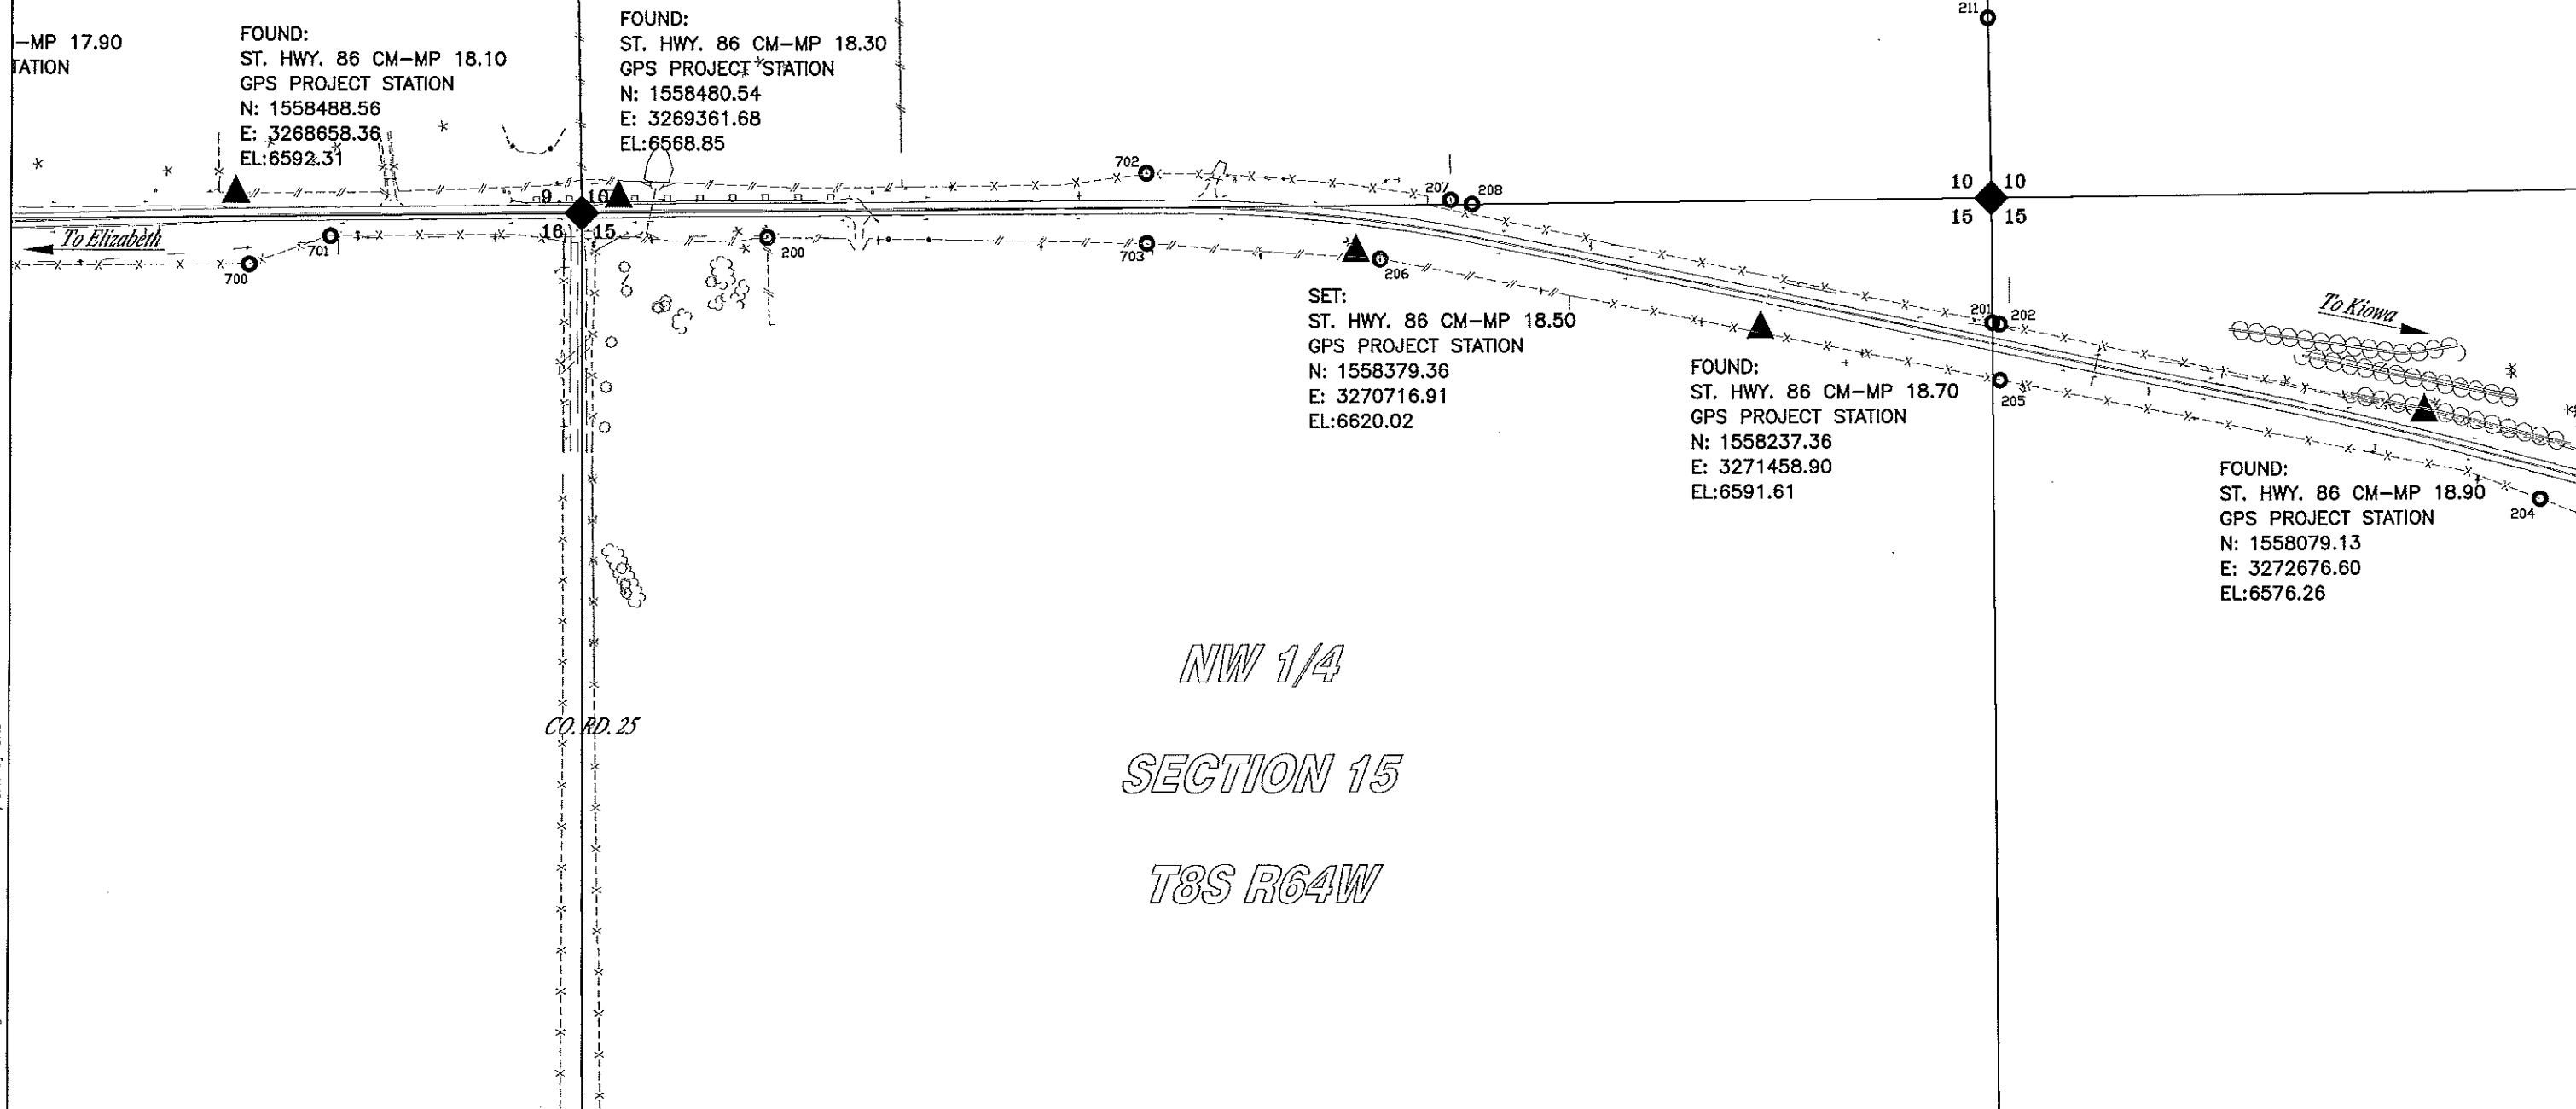 -MP 17.90
TATION
FOUND:
ST. HWY. 86 CM-MP 18.10
GPS PROJECT STATION
N: 1558488.56
E: 3268658.36
EL:6592.31
FOUND:
ST. HWY. 86 CM-MP 18.30
GPS PROJECT STATION
N: 1558480.54
E: 3269361.68
EL:6568.85
211
702
207
208
9 10
16 15
10 10
15 15
To Elizabeth
701
700
200
703
206
SET:
ST. HWY. 86 CM-MP 18.50
GPS PROJECT STATION
N: 1558379.36
E: 3270716.91
EL:6620.02
201
202
To Kiowa
FOUND:
ST. HWY. 86 CM-MP 18.70
GPS PROJECT STATION
N: 1558237.36
E: 3271458.90
EL:6591.61
205
FOUND:
ST. HWY. 86 CM-MP 18.90
GPS PROJECT STATION
N: 1558079.13
E: 3272676.60
EL:6576.26
204
NW 1/4
CO. RD. 25
SECTION 15
T8S R64W